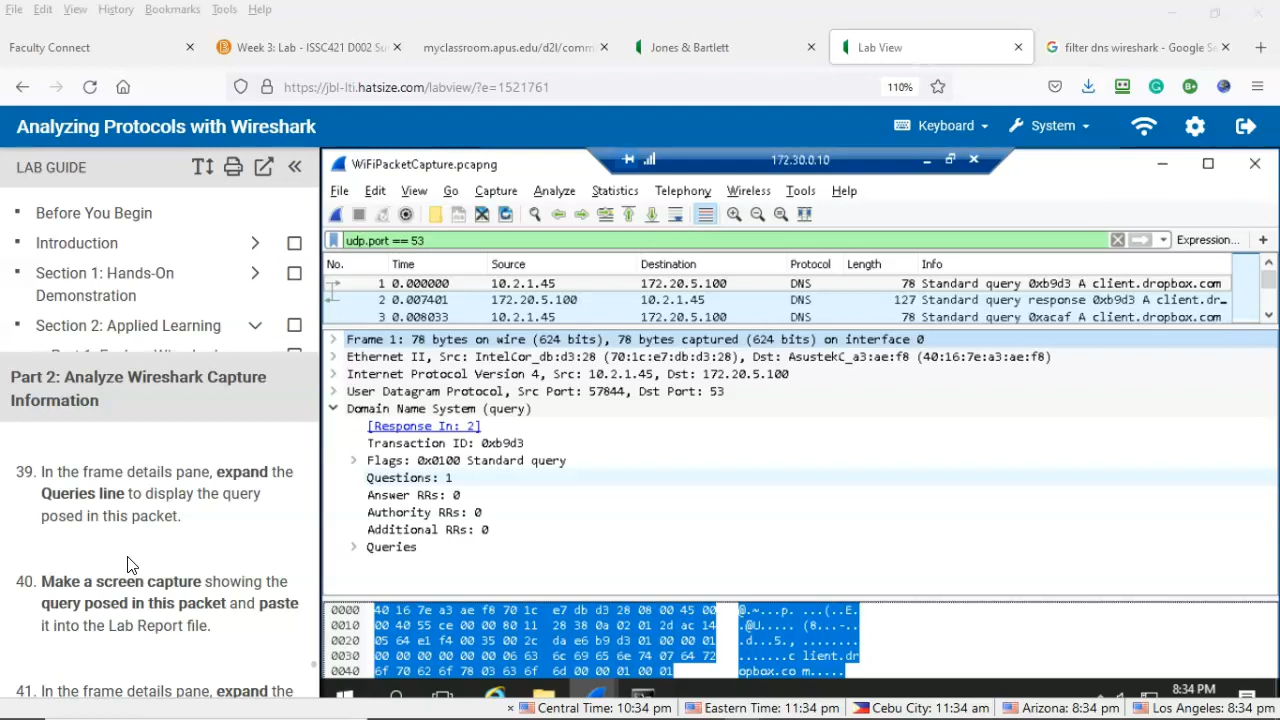 File Edit View History Bookmarks Tools Help
Faculty Connect
Week 3: Lab - ISSC421 D002 Su
myclassroom.apus.edu/d2l/comm
Jones & Bartlett
Lab View
filter dns wireshark - Google Se
https://jbl-lti.hatsize.com/labview/?e=1521761
110%
Analyzing Protocols with Wireshark
Keyboard
System
LAB GUIDE
Before You Begin
Introduction
Section 1: Hands-On
Demonstration
Section 2: Applied Learning
Part 2: Analyze Wireshark Capture
Information
39. In the frame details pane, expand the
Queries line to display the query
posed in this packet.
40. Make a screen capture showing the
query posed in this packet and paste
it into the Lab Report file.
41. In the frame details pane, expand the
WiFiPacketCapture.pcapng
172.30.0.10
File Edit View Go Capture Analyze Statistics Telephony Wireless Tools Help
udp.port == 53
Expression...
No. Time Source Destination Protocol Length Info
1 0.000000 10.2.1.45 172.20.5.100 DNS 78 Standard query 0xb9d3 A client.dropbox.com
2 0.007401 172.20.5.100 10.2.1.45 DNS 127 Standard query response 0xb9d3 A client.dr…
3 0.008033 10.2.1.45 172.20.5.100 DNS 78 Standard query 0xacaf A client.dropbox.com
Frame 1: 78 bytes on wire (624 bits), 78 bytes captured (624 bits) on interface 0
Ethernet II, Src: IntelCor_db:d3:28 (70:1c:e7:db:d3:28), Dst: AsustekC_a3:ae:f8 (40:16:7e:a3:ae:f8)
Internet Protocol Version 4, Src: 10.2.1.45, Dst: 172.20.5.100
User Datagram Protocol, Src Port: 57844, Dst Port: 53
Domain Name System (query)
[Response In: 2]
Transaction ID: 0xb9d3
Flags: 0x0100 Standard query
Questions: 1
Answer RRs: 0
Authority RRs: 0
Additional RRs: 0
Queries
0000 40 16 7e a3 ae f8 70 1c e7 db d3 28 08 00 45 00 @.~...p. ...(..E.
0010 00 40 55 ce 00 00 80 11 28 38 0a 02 01 2d ac 14 .@U..... (8...-..
0020 05 64 e1 f4 00 35 00 2c da e6 b9 d3 01 00 00 01 .d...5., ........
0030 00 00 00 00 00 00 06 63 6c 69 65 6e 74 07 64 72 .......c lient.dr
0040 6f 70 62 6f 78 03 63 6f 6d 00 00 01 00 01 opbox.co m.....
8:34 PM
Central Time: 10:34 pm
Eastern Time: 11:34 pm
Cebu City: 11:34 am
Arizona: 8:34 pm
Los Angeles: 8:34 pm